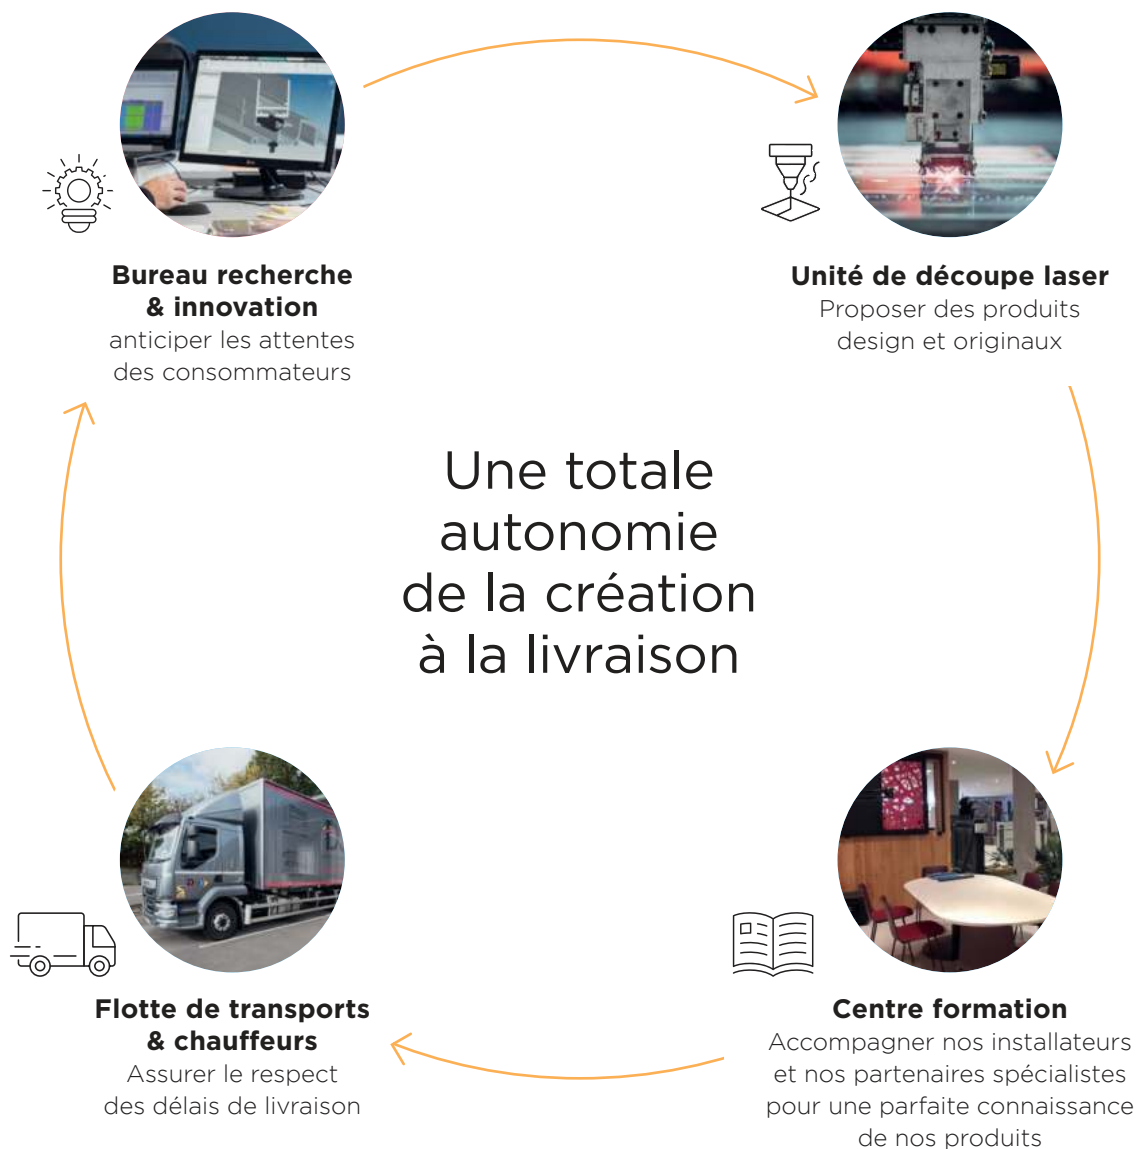 Bureau recherche
& innovation
anticiper les attentes
des consommateurs
Unité de découpe laser
Proposer des produits
design et originaux
Une totale
autonomie
de la création
à la livraison
Flotte de transports
& chauffeurs
Assurer le respect
des délais de livraison
Centre formation
Accompagner nos installateurs
et nos partenaires spécialistes
pour une parfaite connaissance
de nos produits